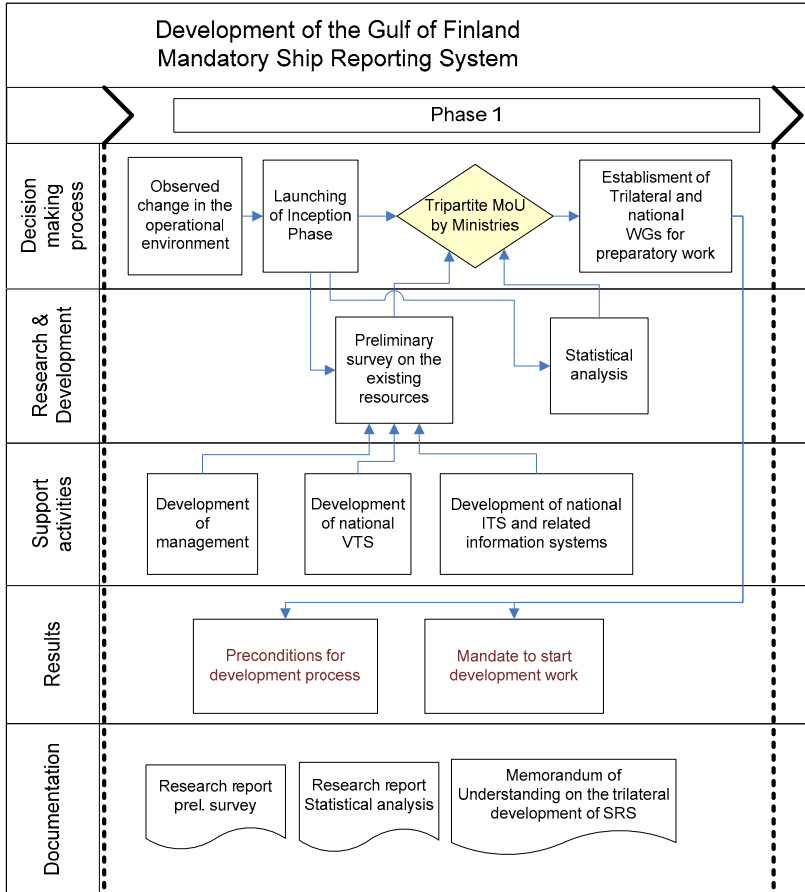 Development of the Gulf of Finland
Mandatory Ship Reporting System
Phase 1
Decision
making
process
Observed
change in the
operational
environment
Launching
of Inception
Phase
Tripartite MoU
by Ministries
Establisment of
Trilateral and
national
WGs for
preparatory work
Research &
Development
Preliminary
survey on the
existing
resources
Statistical
analysis
Support
activities
Development
of
management
Development
of national
VTS
Development of national
ITS and related
information systems
Results
Preconditions for
development process
Mandate to start
development work
Documentation
Research report
prel. survey
Research report
Statistical analysis
Memorandum of
Understanding on the trilateral
development of SRS